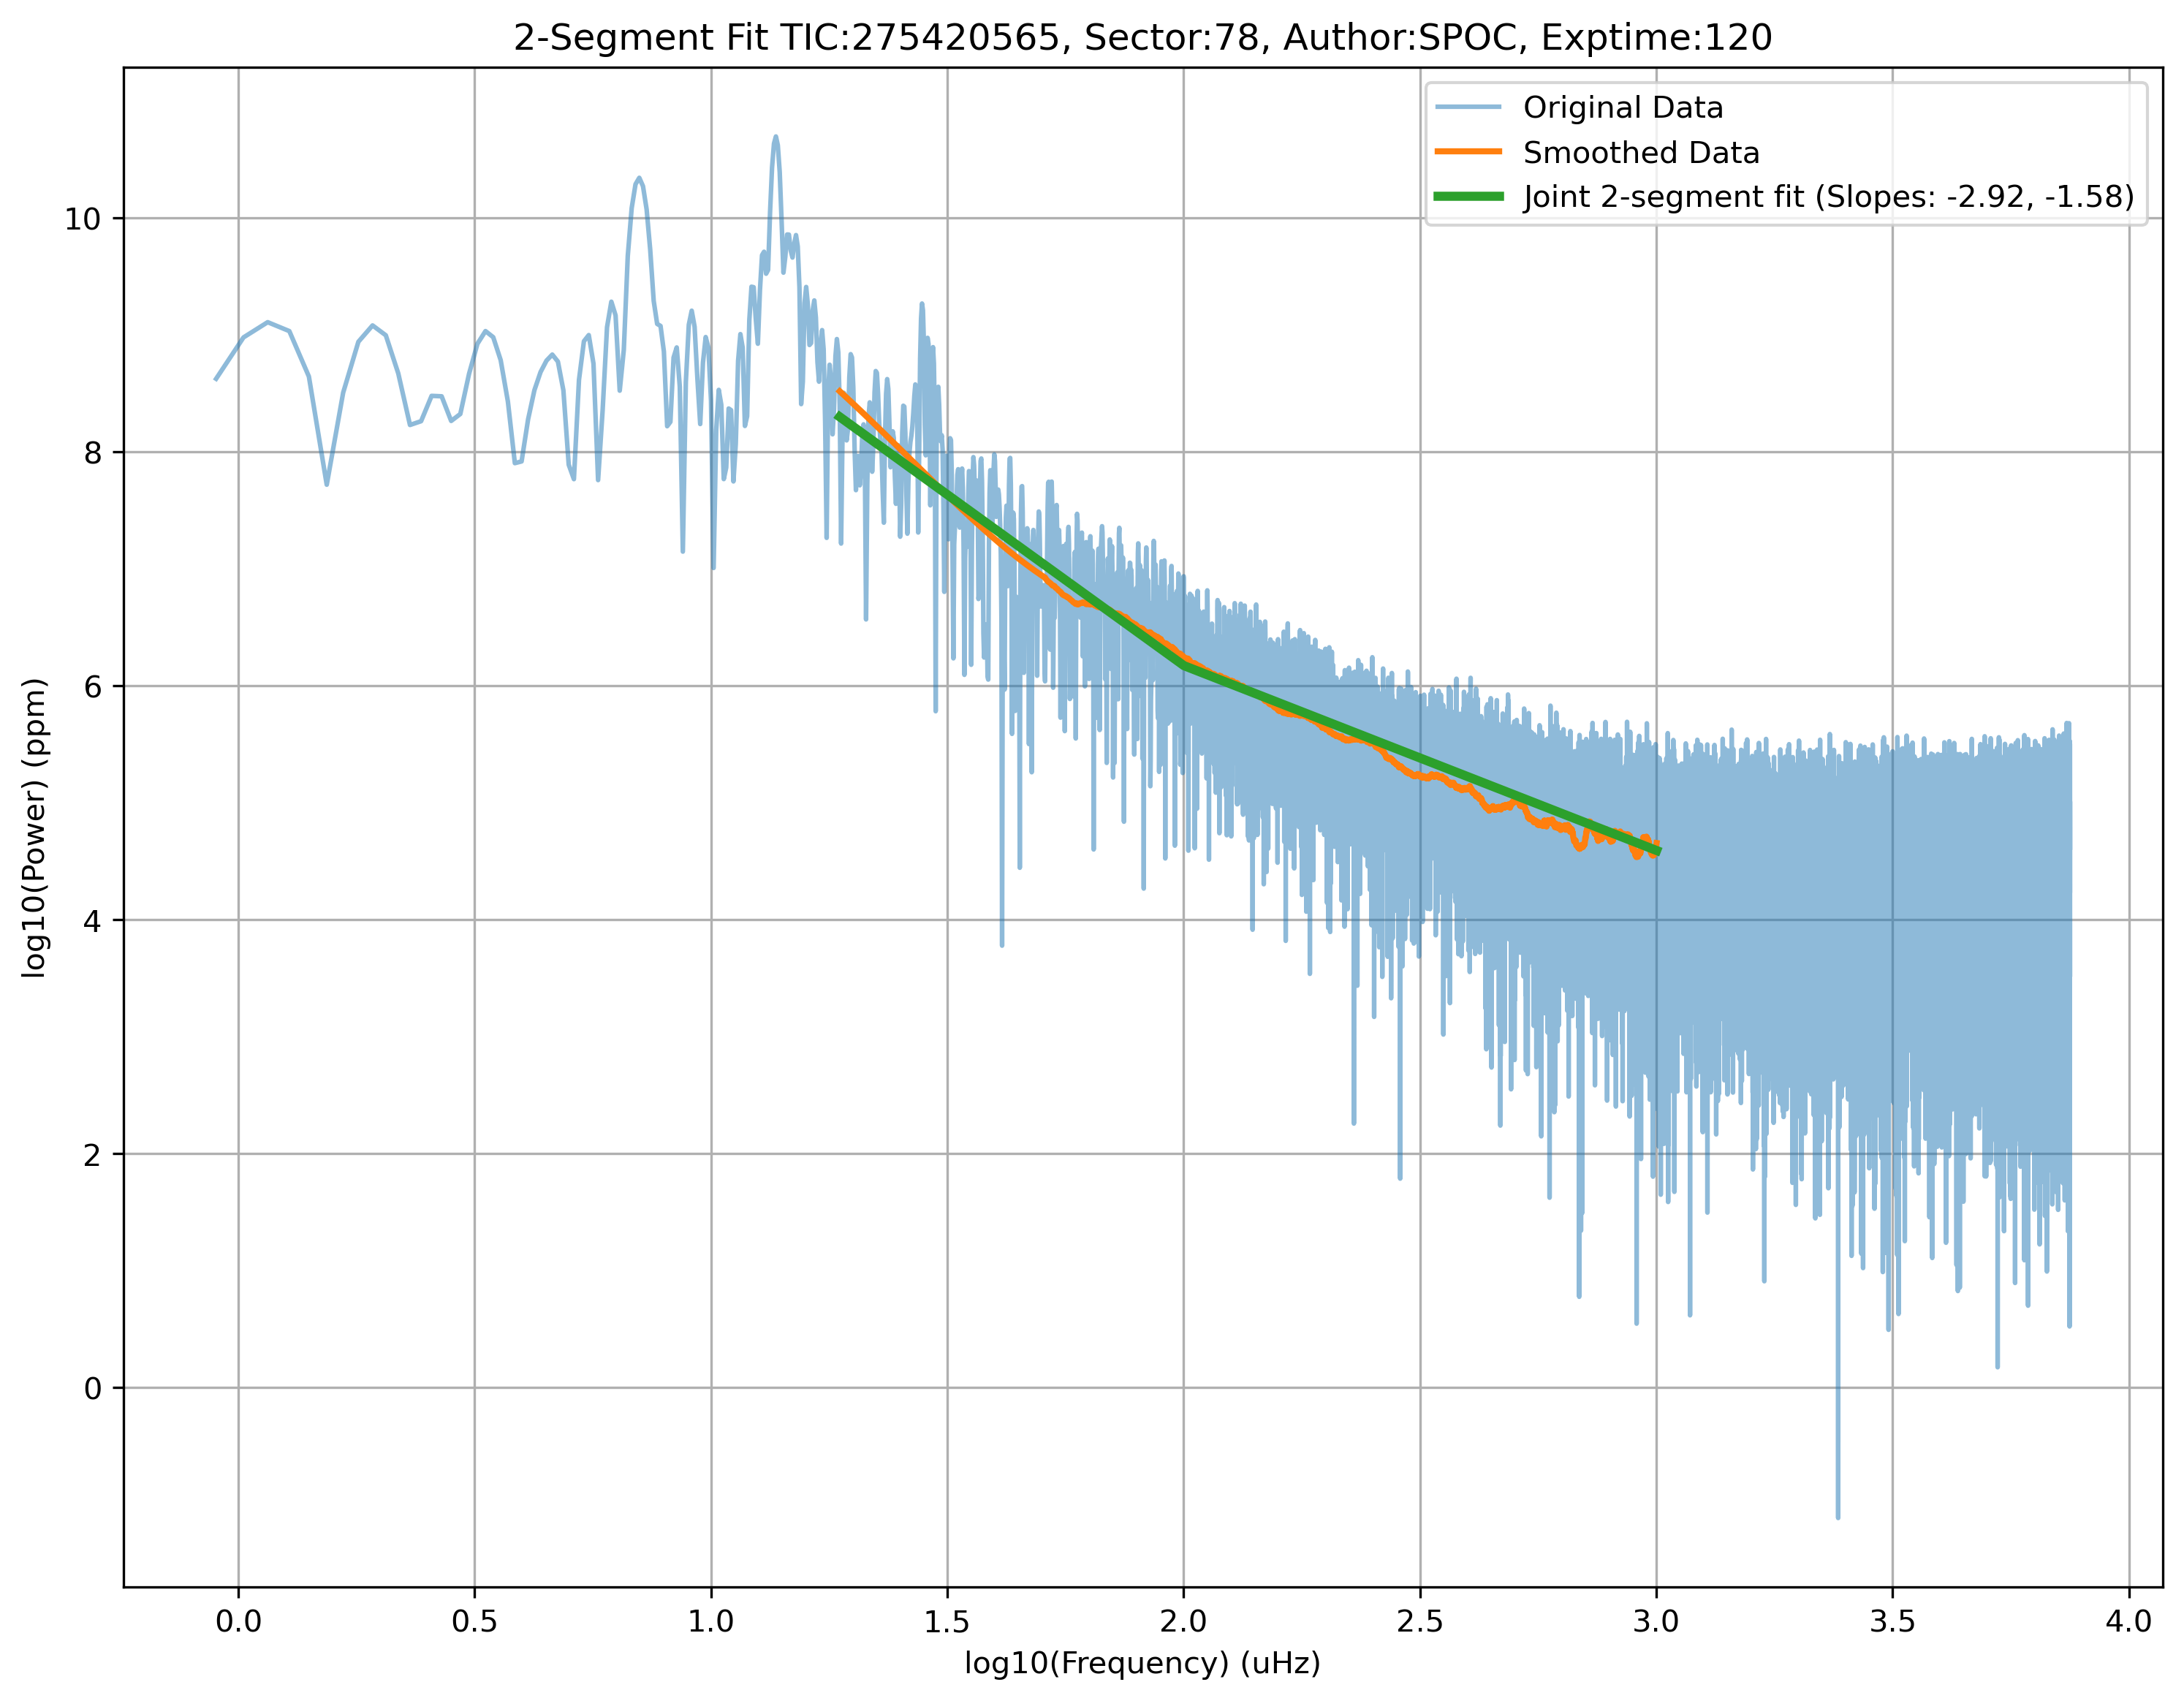 2-Segment Fit TIC:275420565, Sector:78, Author:SPOC, Exptime:120
Original Data
Smoothed Data
Joint 2-segment fit (Slopes: -2.92, -1.58)
log10(Power) (ppm)
10
8
6
4
2
0
0.0 0.5 1.0 1.5 2.0 2.5 3.0 3.5 4.0
log10(Frequency) (uHz)